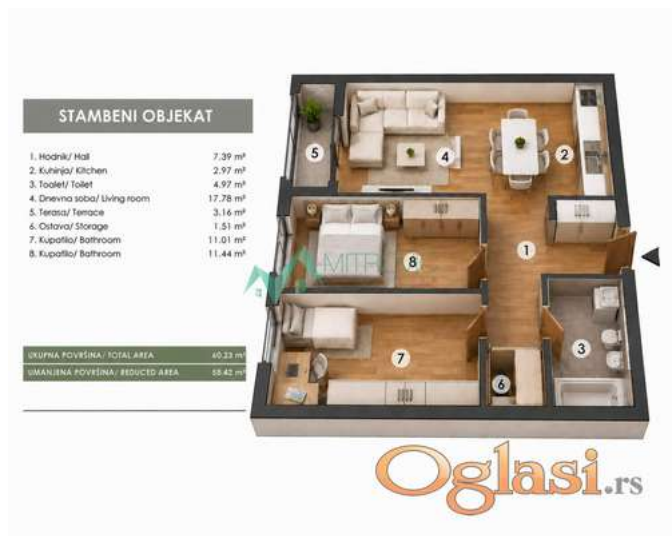 STAMBENI OBJEKAT
1. Hodnik/ Hall 7.39 m²
2. Kuhinja/ Kitchen 2.97 m²
3. Toalet/ Toilet 4.97 m²
4. Dnevna soba/ Living room 17.78 m²
5. Terasa/ Terrace 3.16 m²
6. Ostava/ Storage 1.51 m²
7. Kupatilo/ Bathroom 11.01 m²
8. Kupatilo/ Bathroom 11.44 m²
UKUPNA POVRŠINA/ TOTAL AREA 60.23 m²
UMANJENA POVRŠINA/ REDUCED AREA 58.42 m²
5
4
2
1
8
7
6
3
Oglasi.rs